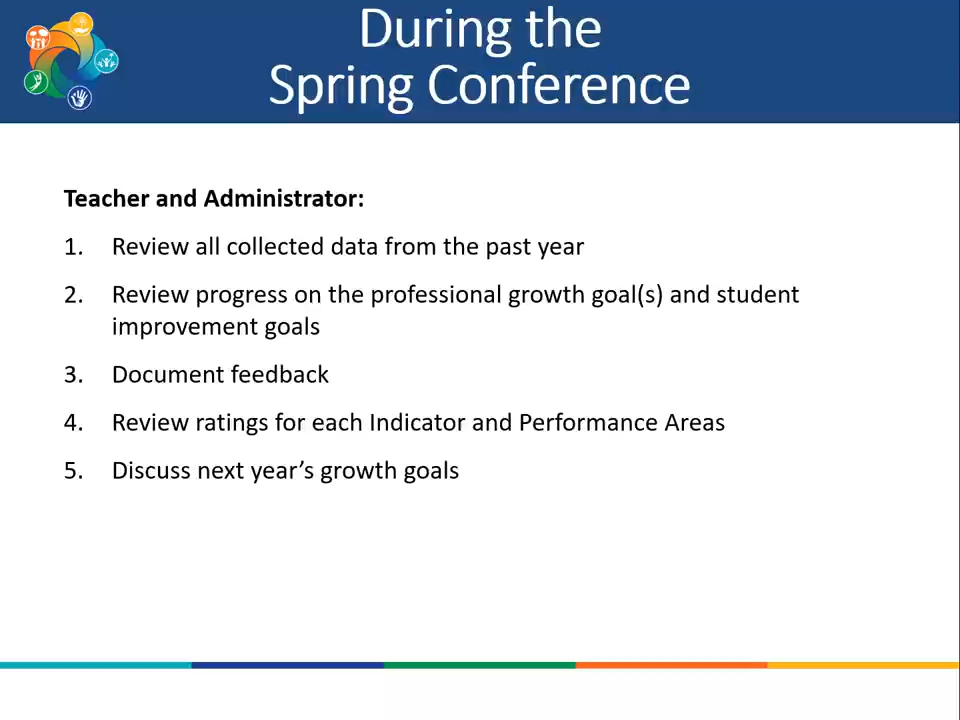 During the
Spring Conference
Teacher and Administrator:
1. Review all collected data from the past year
2. Review progress on the professional growth goal(s) and student
improvement goals
3. Document feedback
4. Review ratings for each Indicator and Performance Areas
5. Discuss next year’s growth goals